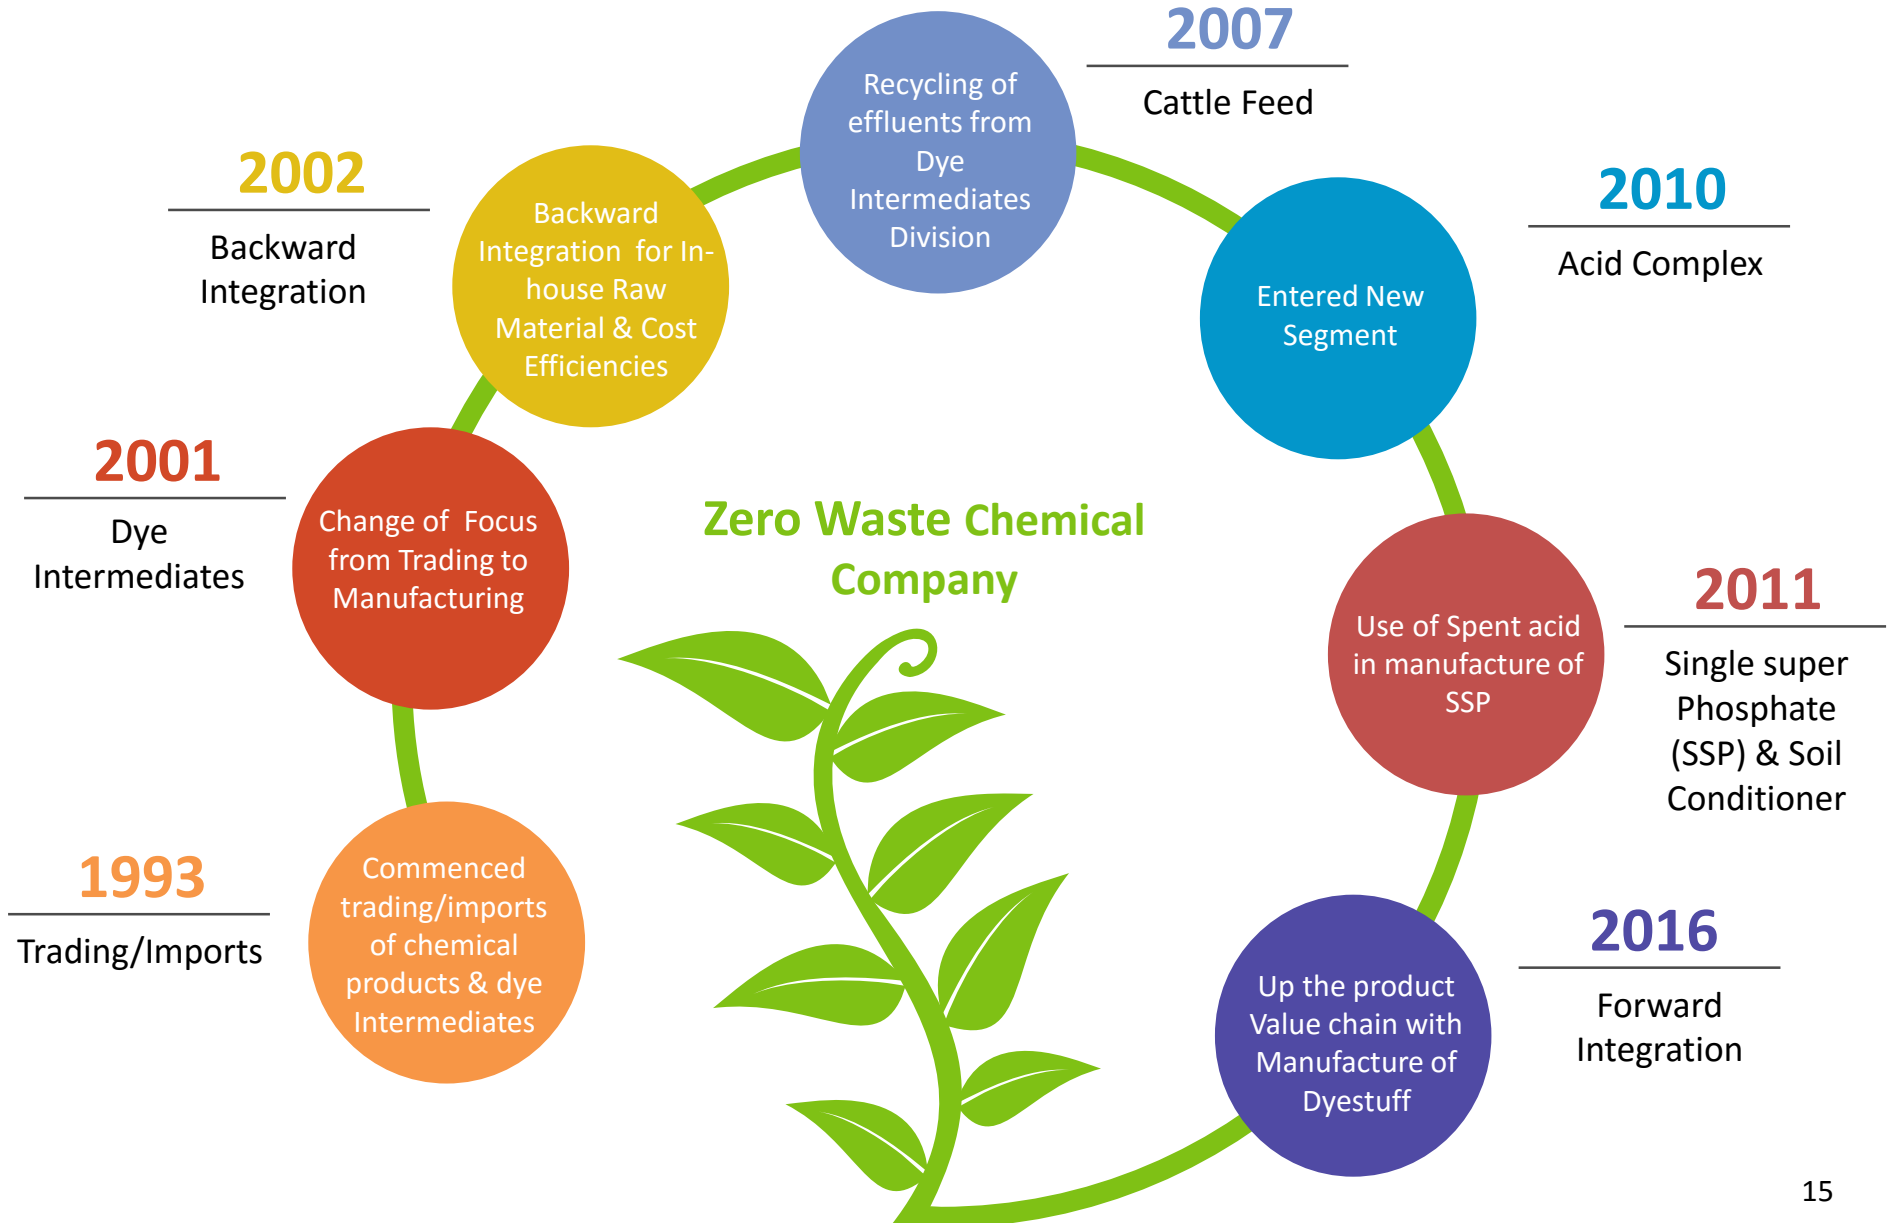 2007
Cattle Feed
Recycling of
effluents from
Dye
Intermediates
Division
2002
Backward
Integration
Backward
Integration for In-
house Raw
Material & Cost
Efficiencies
2010
Acid Complex
Entered New
Segment
2001
Dye
Intermediates
Change of Focus
from Trading to
Manufacturing
Zero Waste Chemical
Company
2011
Single super
Phosphate
(SSP) & Soil
Conditioner
Use of Spent acid
in manufacture of
SSP
1993
Trading/Imports
Commenced
trading/imports
of chemical
products & dye
Intermediates
2016
Forward
Integration
Up the product
Value chain with
Manufacture of
Dyestuff
15